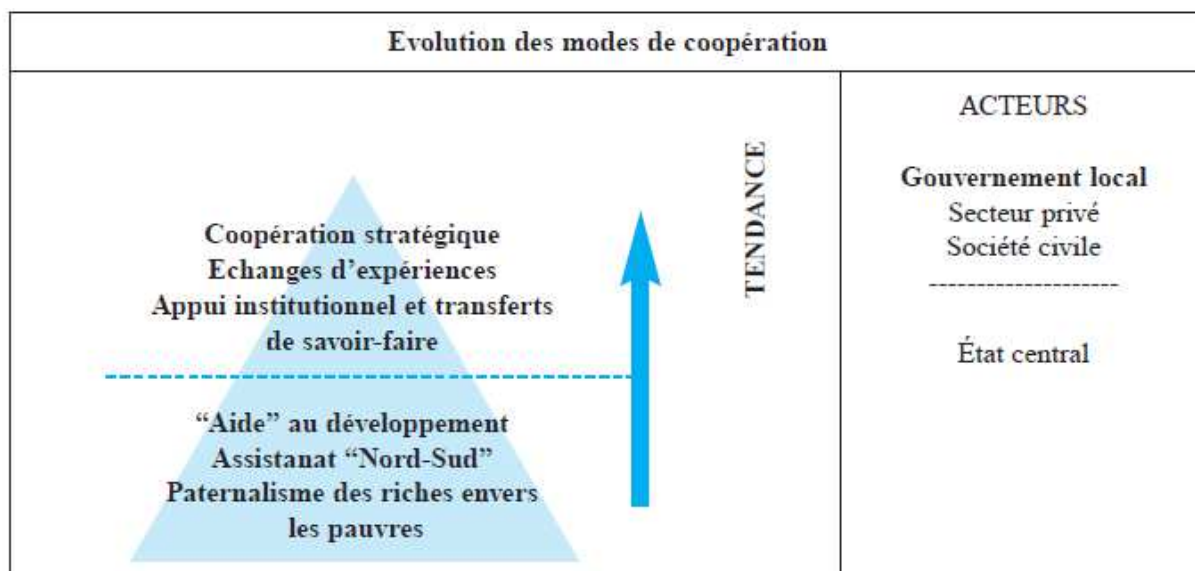 Evolution des modes de coopération
Coopération stratégique
Echanges d’expériences
Appui institutionnel et transferts
de savoir-faire
“Aide” au développement
Assistanat “Nord-Sud”
Paternalisme des riches envers
les pauvres
TENDANCE
ACTEURS
Gouvernement local
Secteur privé
Société civile
--------------------
État central